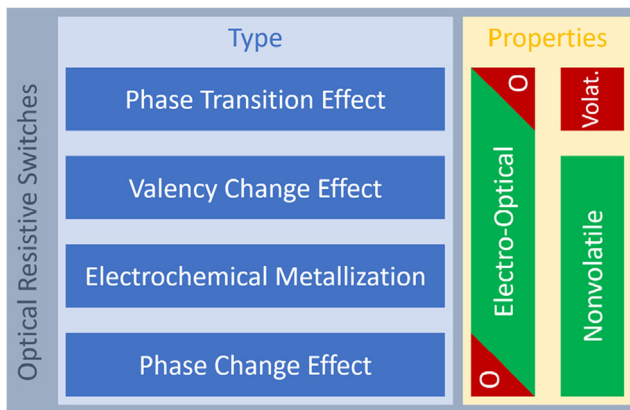 Optical Resistive Switches
Type
Phase Transition Effect
Valency Change Effect
Electrochemical Metallization
Phase Change Effect
Properties
O
Electro-Optical
O
Volat.
Nonvolatile